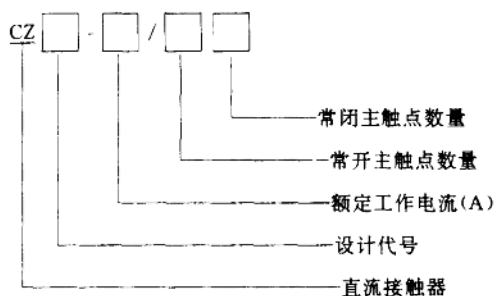 CZ□-□/□□
常闭主触点数量
常开主触点数量
额定工作电流(A)
设计代号
直流接触器